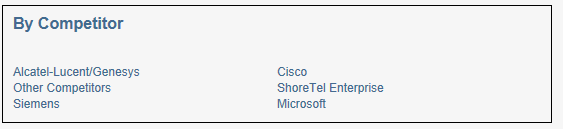 By Competitor
Alcatel-Lucent/Genesys Cisco
Other Competitors ShoreTel Enterprise
Siemens Microsoft